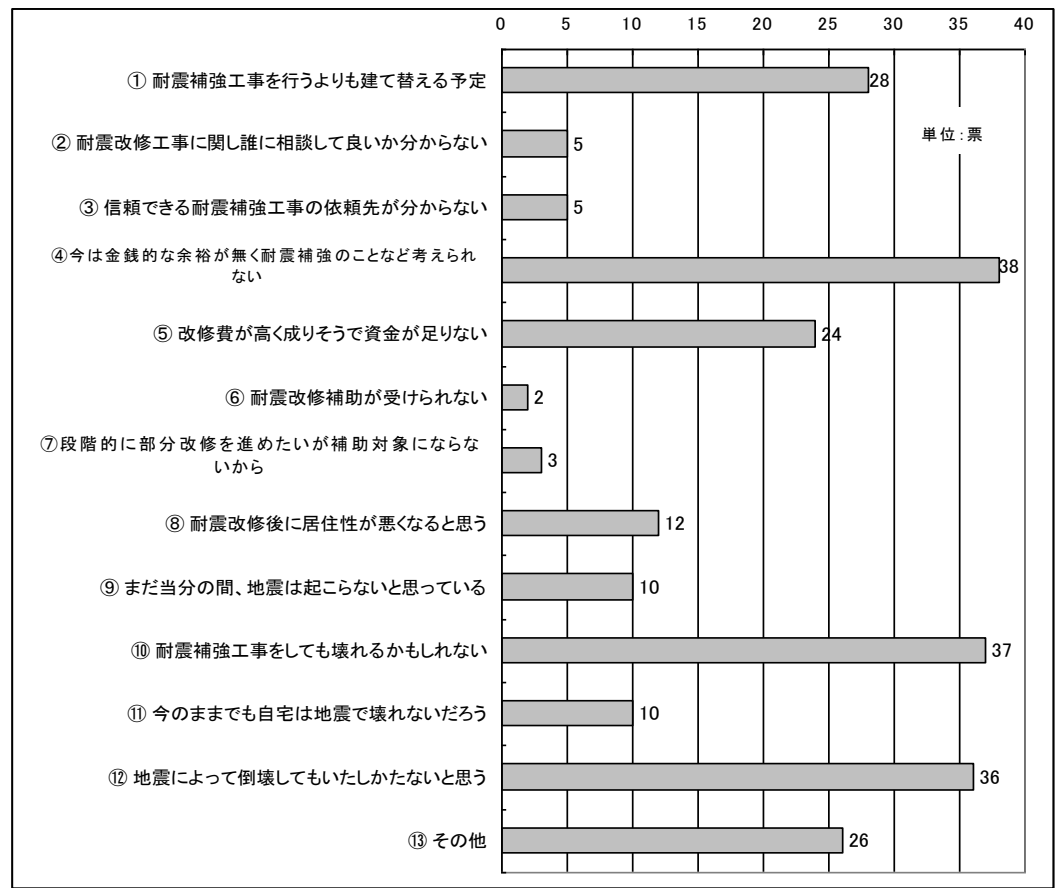 0 5 10 15 20 25 30 35 40
① 耐震補強工事を行うよりも建て替える予定 28
単位:票
② 耐震改修工事に関し誰に相談して良いか分からない 5
③ 信頼できる耐震補強工事の依頼先が分からない 5
④今は金銭的な余裕が無く耐震補強のことなど考えられ
ない 38
⑤ 改修費が高く成りそうで資金が足りない 24
⑥ 耐震改修補助が受けられない 2
⑦段階的に部分改修を進めたいが補助対象にならな
いから 3
⑧ 耐震改修後に居住性が悪くなると思う 12
⑨ まだ当分の間、地震は起こらないと思っている 10
⑩ 耐震補強工事をしても壊れるかもしれない 37
⑪ 今のままでも自宅は地震で壊れないだろう 10
⑫ 地震によって倒壊してもいたしかたないと思う 36
⑬ その他 26